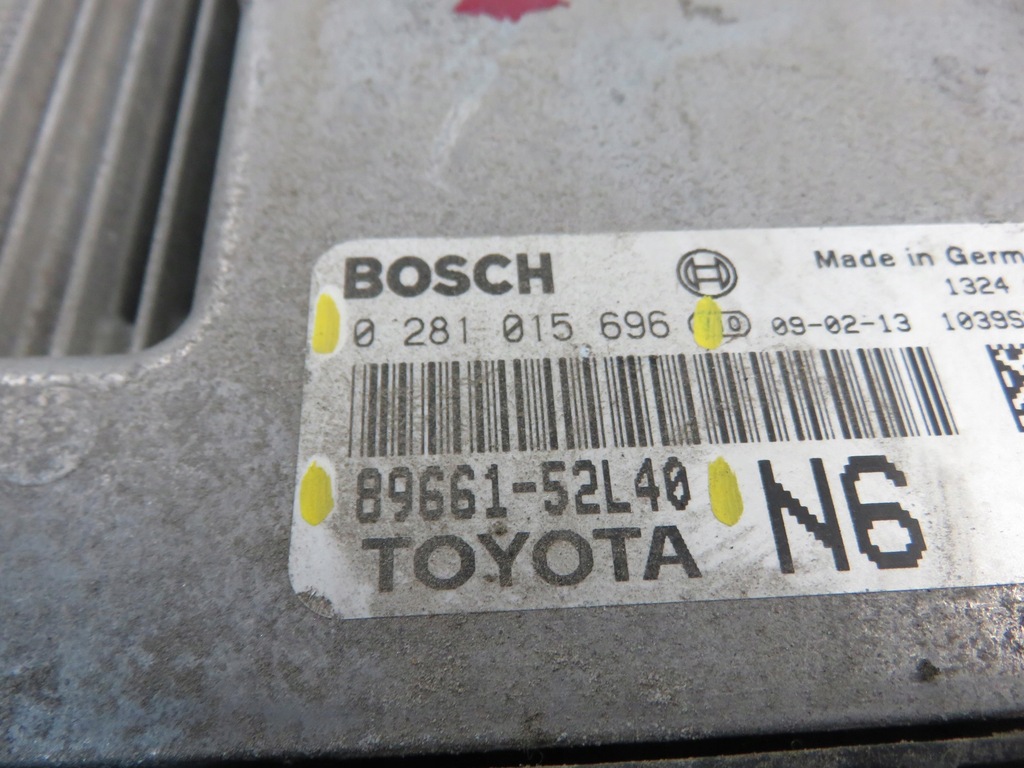 BOSCH Made in Germ
1324
0 281 015 696 09-02-13 1039S
89661-52L40 N6
TOYOTA